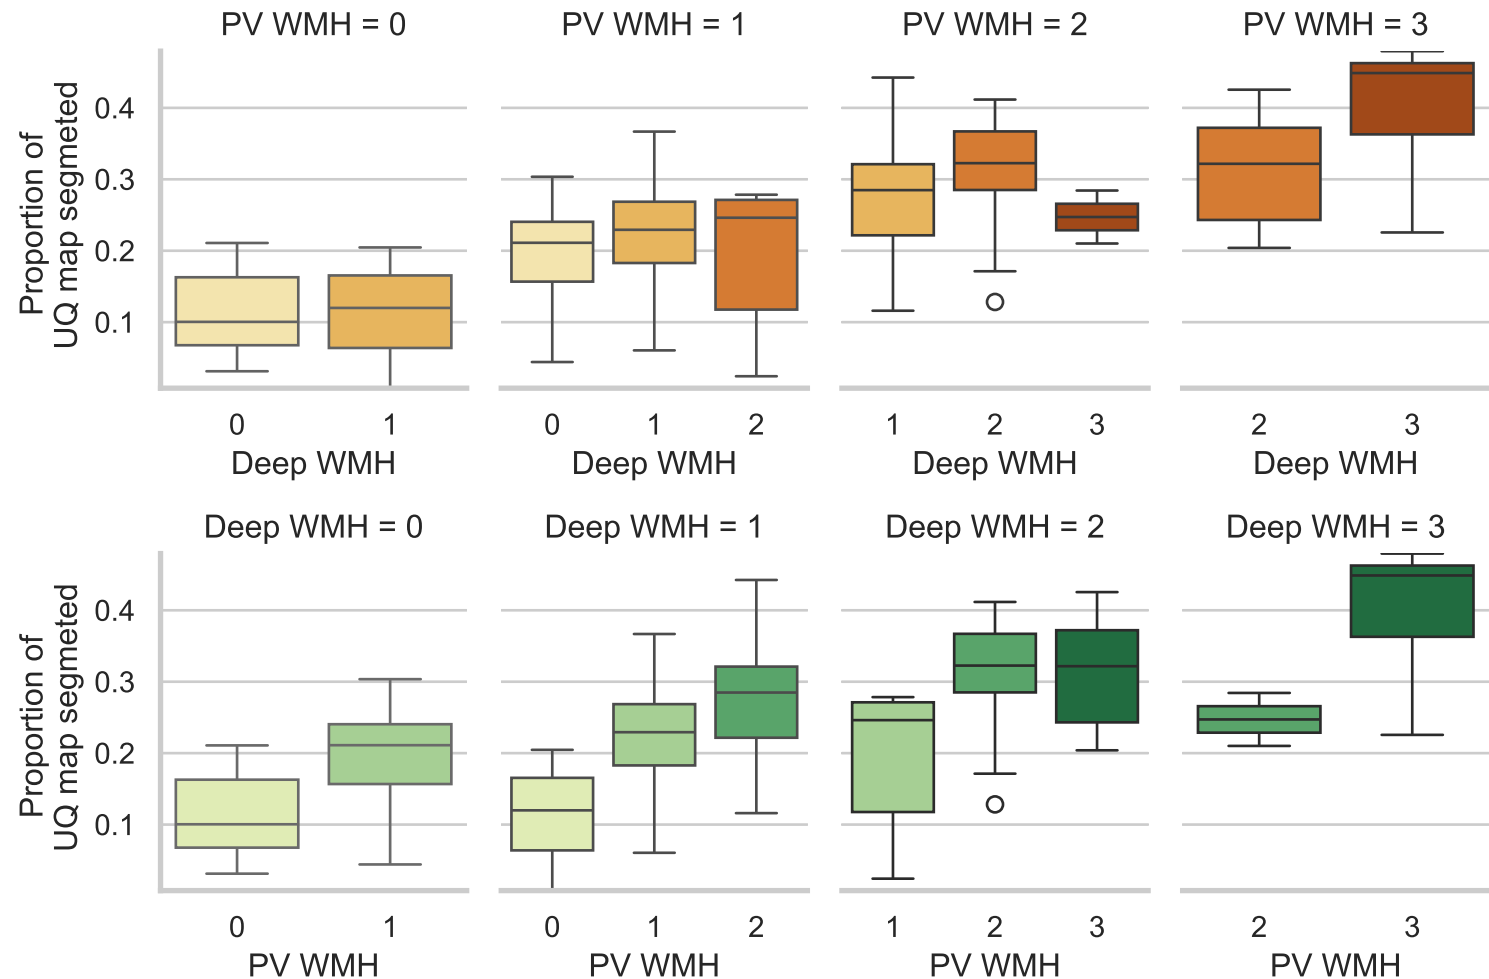 PV WMH = 0
PV WMH = 1
PV WMH = 2
PV WMH = 3
Proportion of
UQ map segmeted
0.4
0.3
0.2
0.1
0 1
0 1 2
1 2 3
2 3
Deep WMH
Deep WMH
Deep WMH
Deep WMH
Deep WMH = 0
Deep WMH = 1
Deep WMH = 2
Deep WMH = 3
Proportion of
UQ map segmeted
0.4
0.3
0.2
0.1
0 1
0 1 2
1 2 3
2 3
PV WMH
PV WMH
PV WMH
PV WMH